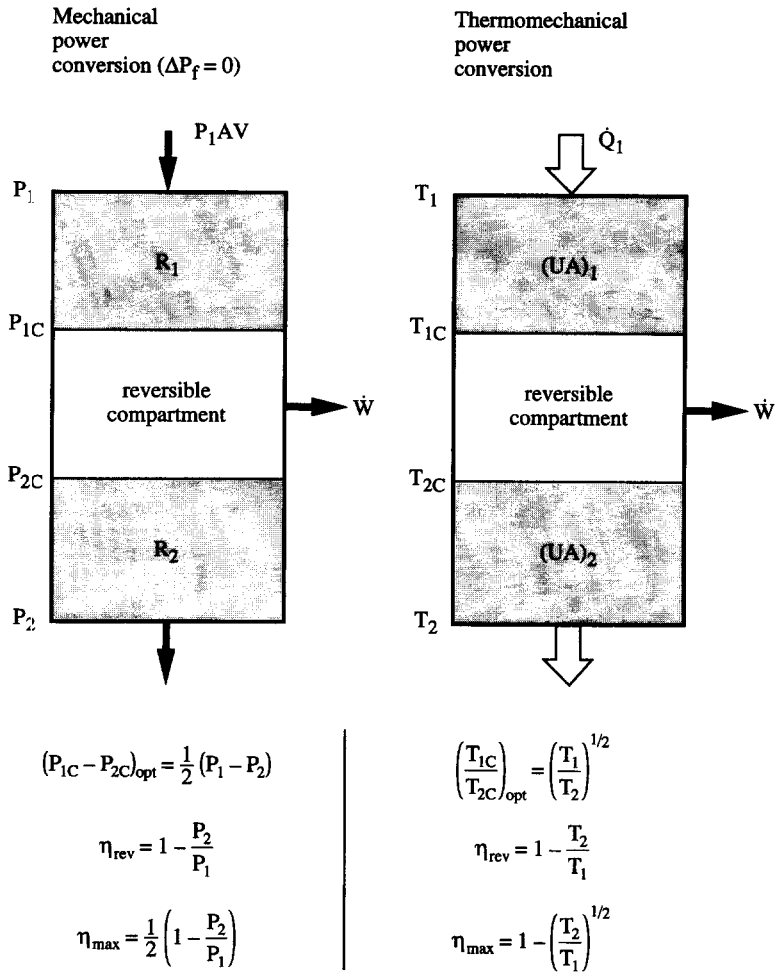 Mechanical
power
conversion (ΔP_f = 0)
P_1AV
P_1
R_1
P_1C
reversible
compartment
Ẇ
P_2C
R_2
P_2
(P_1C – P_2C)_opt = 1/2 (P_1 – P_2)
η_rev = 1 – P_2/P_1
η_max = 1/2 (1 – P_2/P_1)
Thermomechanical
power
conversion
Q̇_1
T_1
(UA)_1
T_1C
reversible
compartment
Ẇ
T_2C
(UA)_2
T_2
(T_1C/T_2C)_opt = (T_1/T_2)^1/2
η_rev = 1 – T_2/T_1
η_max = 1 – (T_2/T_1)^1/2